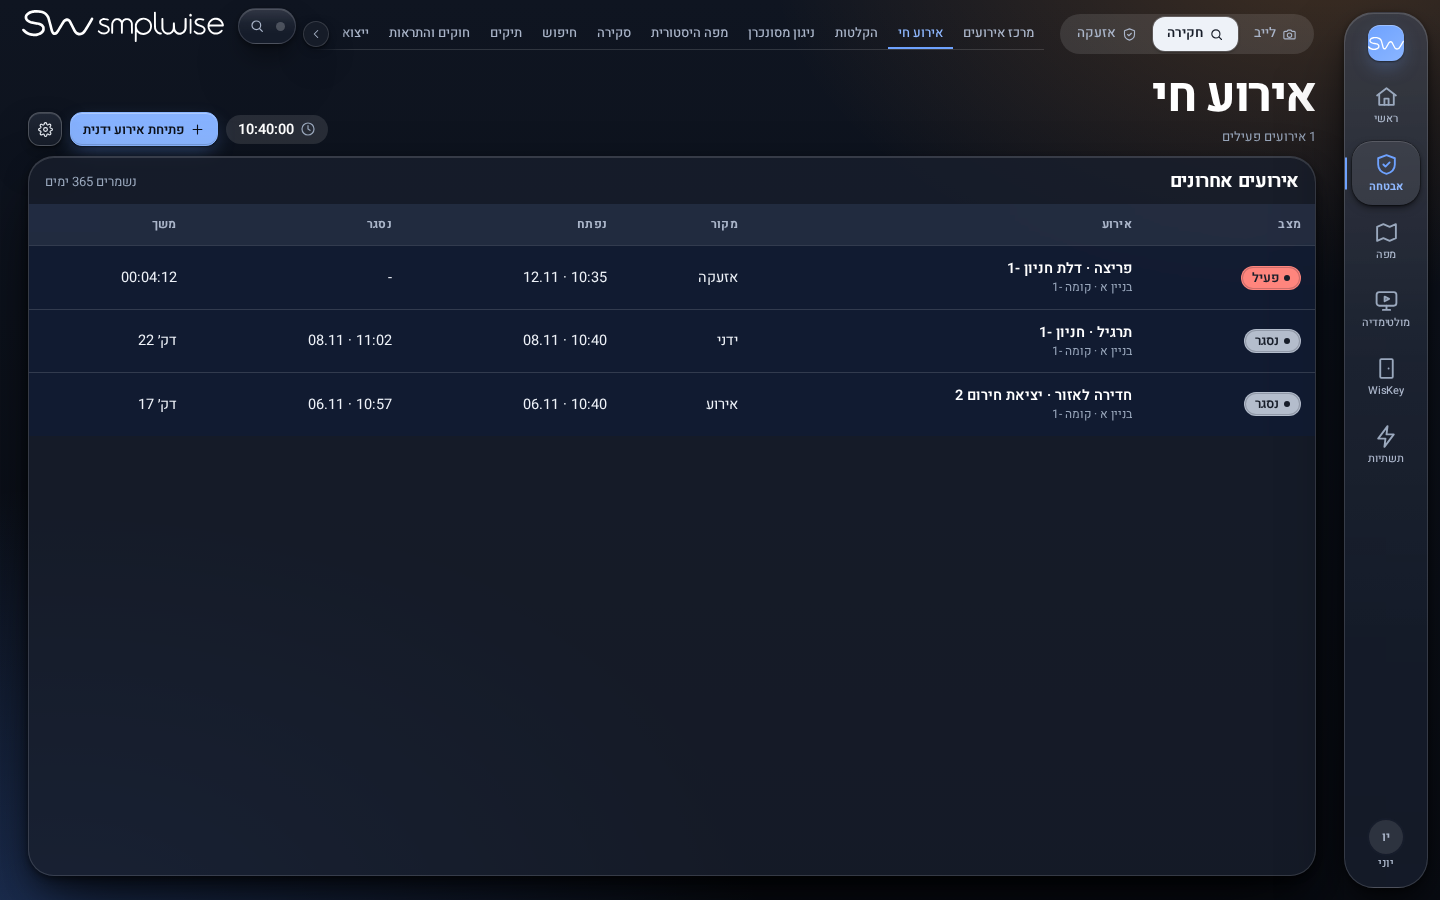 לייב
חקירה
אזעקה
מרכז אירועים
אירוע חי
הקלטות
ניגון מסונכרן
מפה היסטורית
סקירה
חיפוש
תיקים
חוקים והתראות
ייצוא
SW smplwise
SW
ראשי
אבטחה
מפה
מולטימדיה
WisKey
תשתיות
יו
יוני
אירוע חי
1 אירועים פעילים
10:40:00
פתיחת אירוע ידנית
אירועים אחרונים
נשמרים 365 ימים
מצב אירוע מקור נפתח נסגר משך
פעיל
פריצה · דלת חניון -1
בניין א · קומה -1
אזעקה
12.11 · 10:35
-
00:04:12
נסגר
תרגיל · חניון -1
בניין א · קומה -1
ידני
08.11 · 10:40
08.11 · 11:02
22 דק׳
נסגר
חדירה לאזור · יציאת חירום 2
בניין א · קומה -1
אירוע
06.11 · 10:40
06.11 · 10:57
17 דק׳